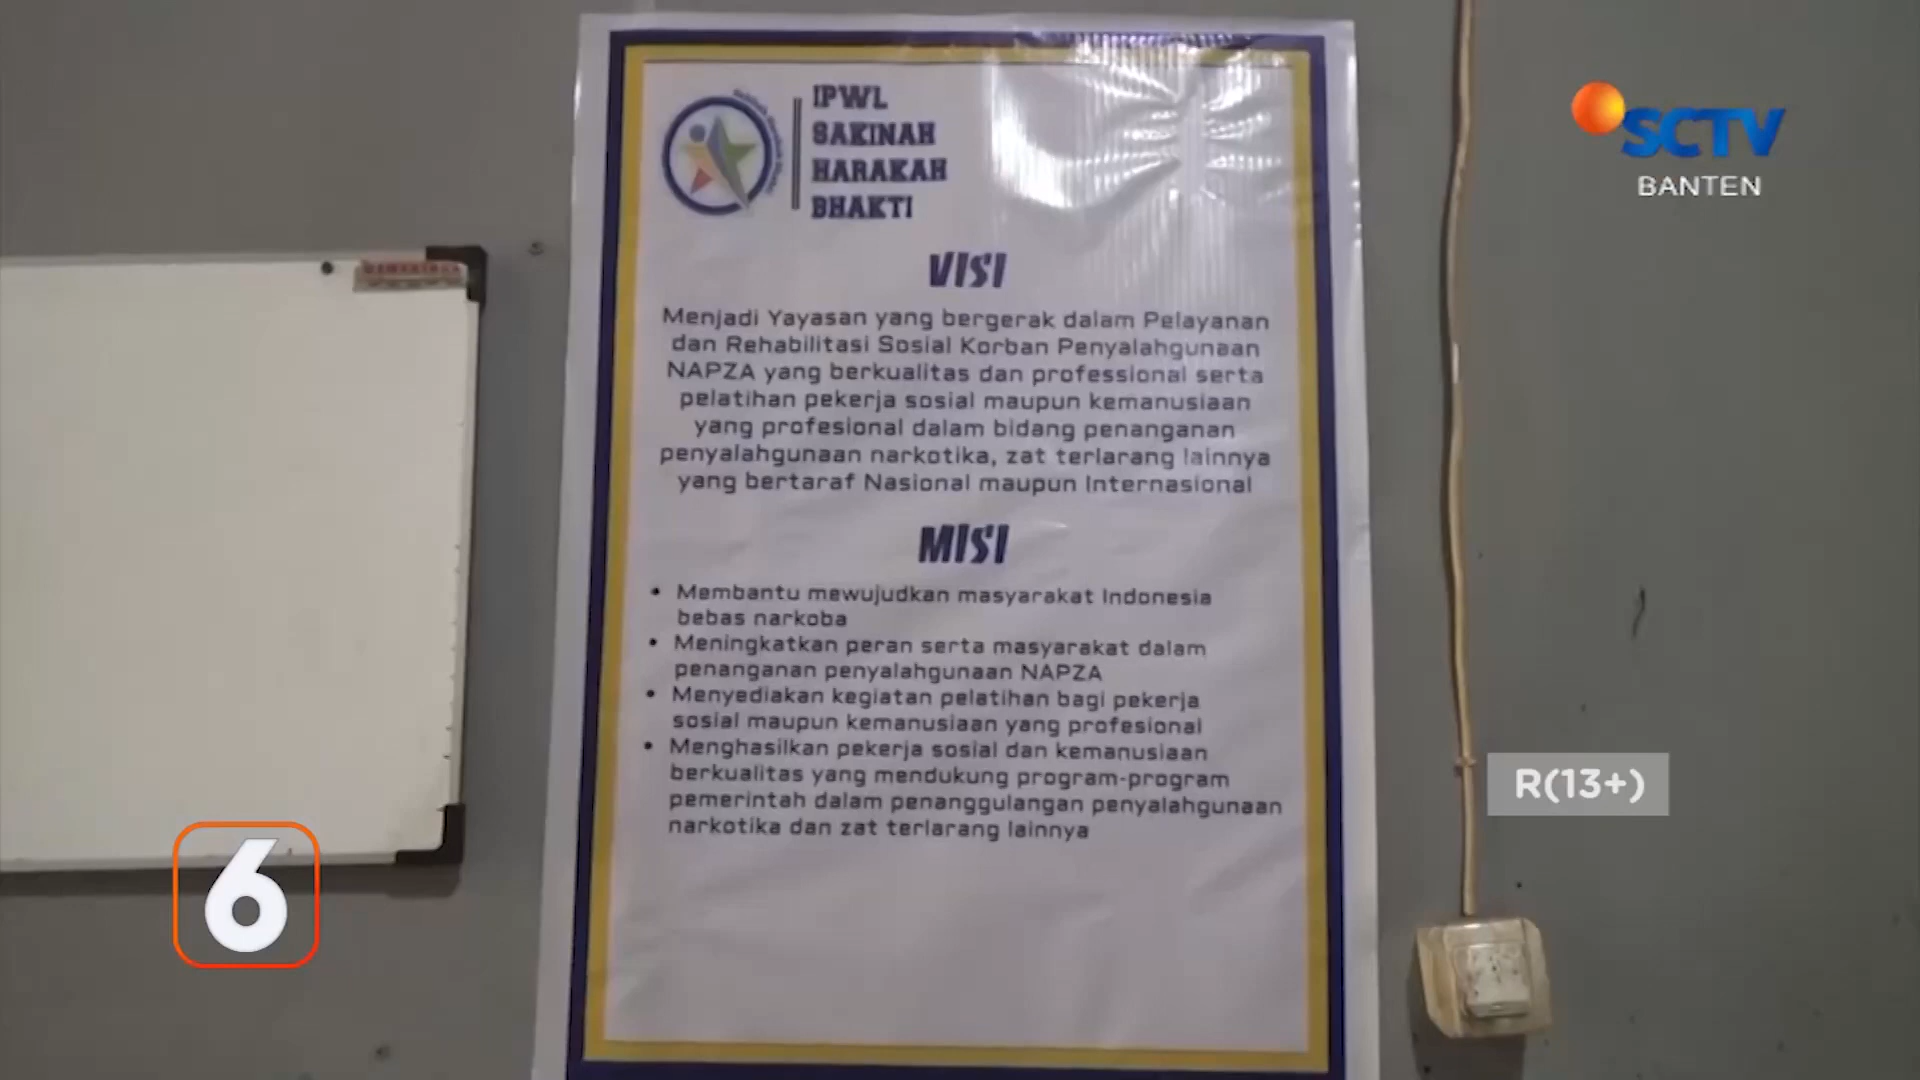 IPWL
SAKINAH
HARAKAH
BHAKTI
VISI
Menjadi Yayasan yang bergerak dalam Pelayanan
dan Rehabilitasi Sosial Korban Penyalahgunaan
NAPZA yang berkualitas dan professional serta
pelatihan pekerja sosial maupun kemanusiaan
yang profesional dalam bidang penanganan
penyalahgunaan narkotika, zat terlarang lainnya
yang bertaraf Nasional maupun Internasional
MISI
• Membantu mewujudkan masyarakat Indonesia
bebas narkoba
• Meningkatkan peran serta masyarakat dalam
penanganan penyalahgunaan NAPZA
• Menyediakan kegiatan pelatihan bagi pekerja
sosial maupun kemanusiaan yang profesional
• Menghasilkan pekerja sosial dan kemanusiaan
berkualitas yang mendukung program-program
pemerintah dalam penanggulangan penyalahgunaan
narkotika dan zat terlarang lainnya
SCTV
BANTEN
R(13+)
6